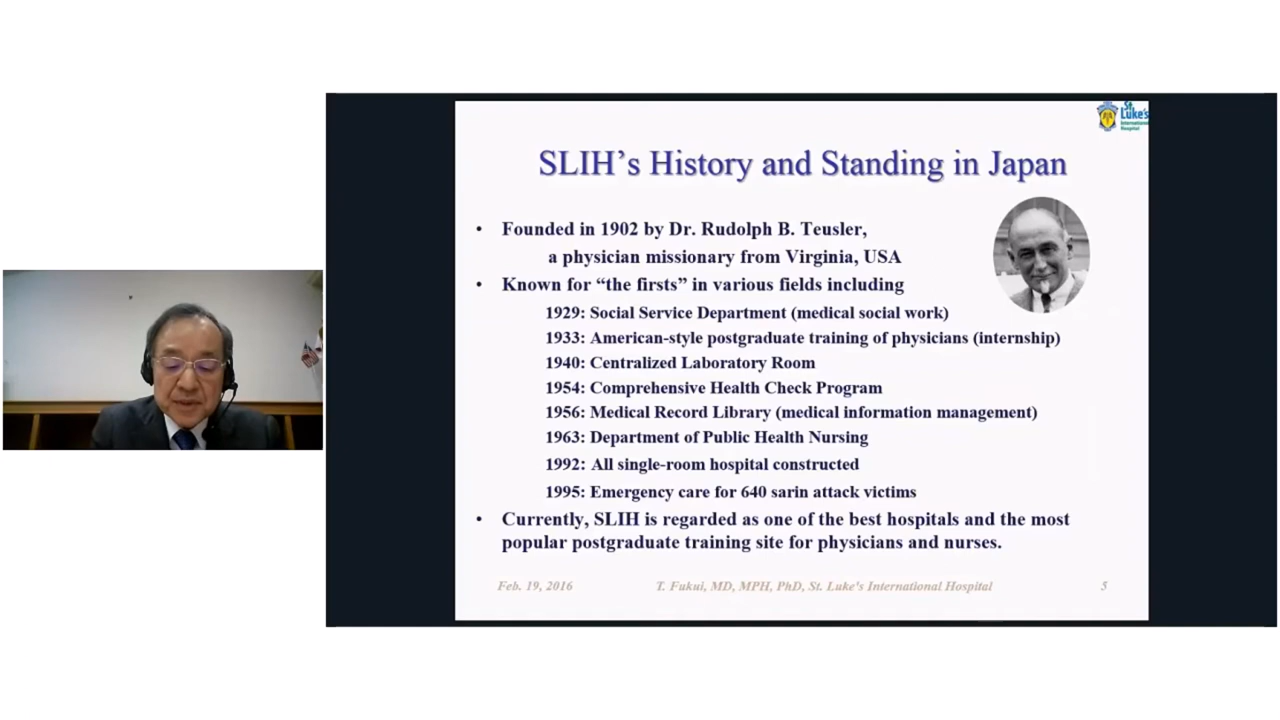 St.
Luke's
International
Hospital
SLIH's History and Standing in Japan
• Founded in 1902 by Dr. Rudolph B. Teusler,
a physician missionary from Virginia, USA
• Known for “the firsts” in various fields including
1929: Social Service Department (medical social work)
1933: American-style postgraduate training of physicians (internship)
1940: Centralized Laboratory Room
1954: Comprehensive Health Check Program
1956: Medical Record Library (medical information management)
1963: Department of Public Health Nursing
1992: All single-room hospital constructed
1995: Emergency care for 640 sarin attack victims
• Currently, SLIH is regarded as one of the best hospitals and the most
popular postgraduate training site for physicians and nurses.
Feb. 19, 2016 T. Fukui, MD, MPH, PhD, St. Luke's International Hospital 5